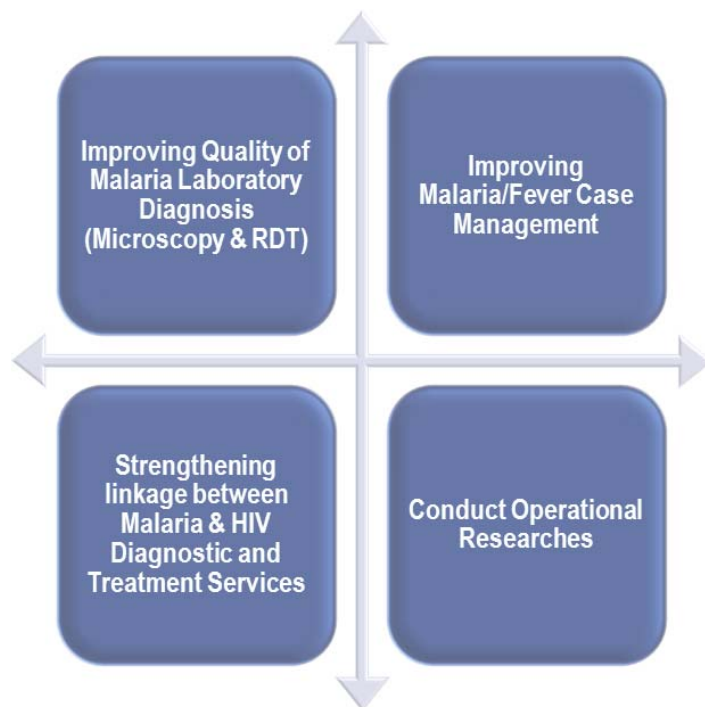 Improving Quality of
Malaria Laboratory
Diagnosis
(Microscopy & RDT)
Improving
Malaria/Fever Case
Management
Strengthening
linkage between
Malaria & HIV
Diagnostic and
Treatment Services
Conduct Operational
Researches